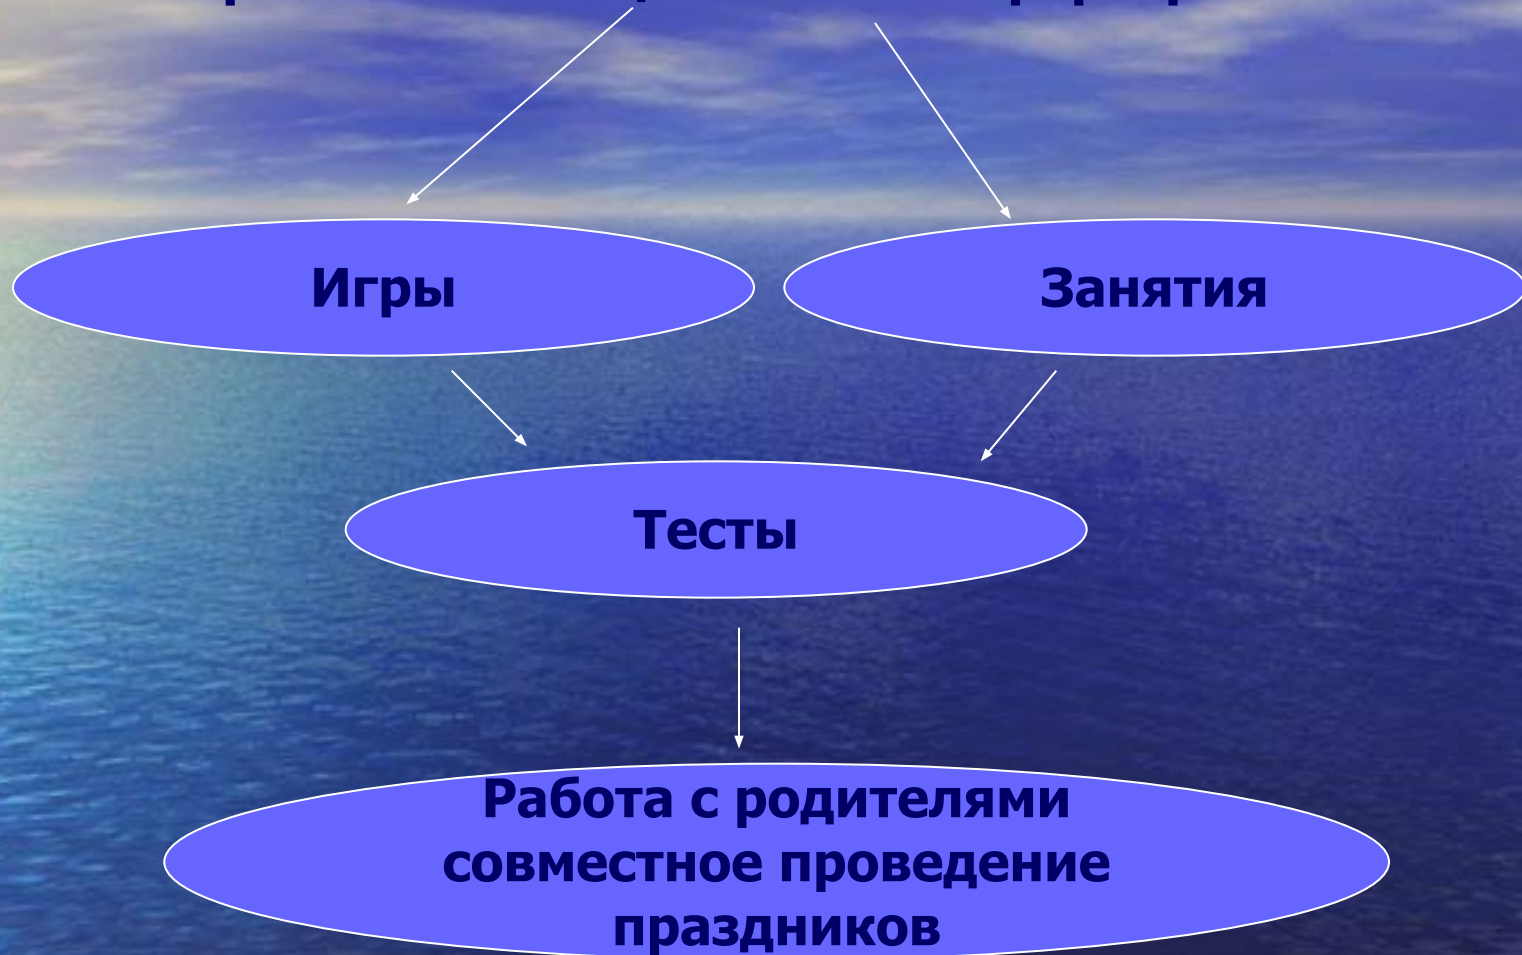 Игры
Занятия
Тесты
Работа с родителями
совместное проведение
праздников